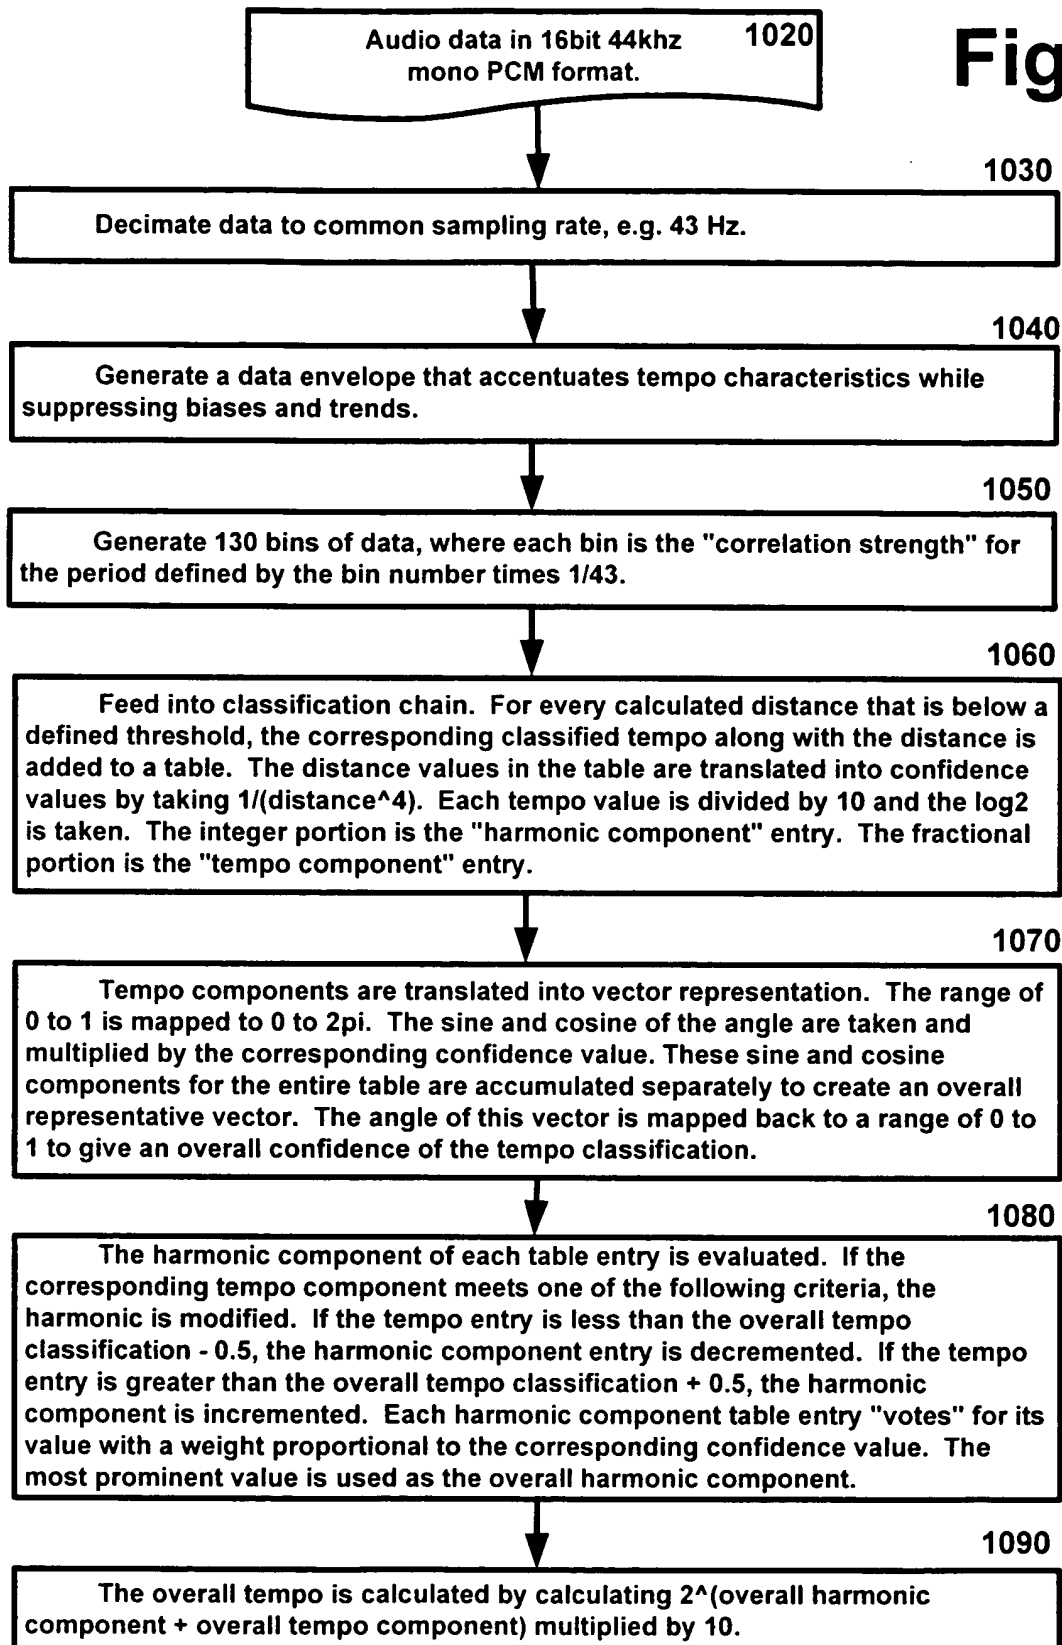 Audio data in 16bit 44khz 1020
mono PCM format.
Fig
1030
Decimate data to common sampling rate, e.g. 43 Hz.
1040
Generate a data envelope that accentuates tempo characteristics while
suppressing biases and trends.
1050
Generate 130 bins of data, where each bin is the "correlation strength" for
the period defined by the bin number times 1/43.
1060
Feed into classification chain. For every calculated distance that is below a
defined threshold, the corresponding classified tempo along with the distance is
added to a table. The distance values in the table are translated into confidence
values by taking 1/(distance^4). Each tempo value is divided by 10 and the log2
is taken. The integer portion is the "harmonic component" entry. The fractional
portion is the "tempo component" entry.
1070
Tempo components are translated into vector representation. The range of
0 to 1 is mapped to 0 to 2pi. The sine and cosine of the angle are taken and
multiplied by the corresponding confidence value. These sine and cosine
components for the entire table are accumulated separately to create an overall
representative vector. The angle of this vector is mapped back to a range of 0 to
1 to give an overall confidence of the tempo classification.
1080
The harmonic component of each table entry is evaluated. If the
corresponding tempo component meets one of the following criteria, the
harmonic is modified. If the tempo entry is less than the overall tempo
classification - 0.5, the harmonic component entry is decremented. If the tempo
entry is greater than the overall tempo classification + 0.5, the harmonic
component is incremented. Each harmonic component table entry "votes" for its
value with a weight proportional to the corresponding confidence value. The
most prominent value is used as the overall harmonic component.
1090
The overall tempo is calculated by calculating 2^(overall harmonic
component + overall tempo component) multiplied by 10.